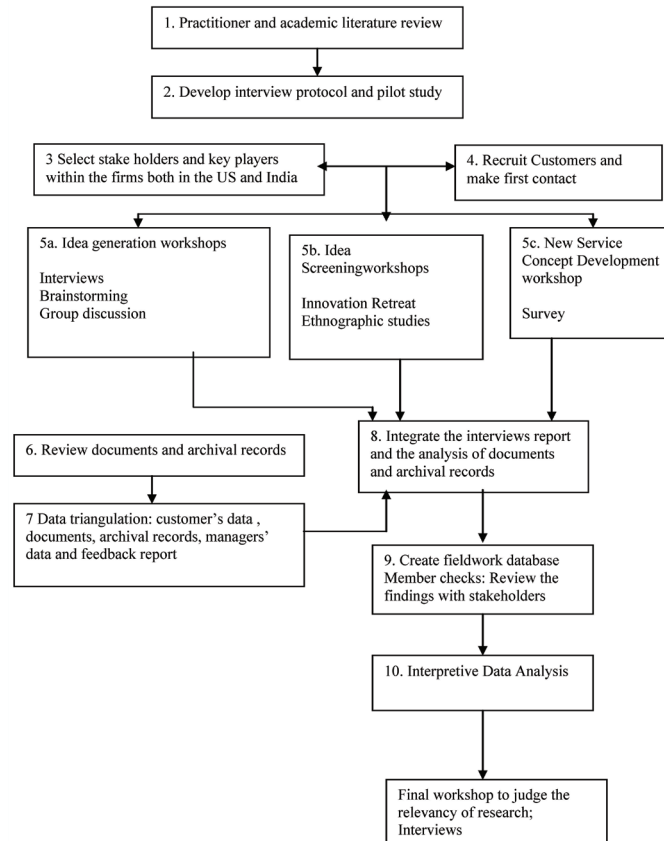 1. Practitioner and academic literature review
2. Develop interview protocol and pilot study
3 Select stake holders and key players
within the firms both in the US and India
4. Recruit Customers and
make first contact
5a. Idea generation workshops
Interviews
Brainstorming
Group discussion
5b. Idea
Screeningworkshops
Innovation Retreat
Ethnographic studies
5c. New Service
Concept Development
workshop
Survey
6. Review documents and archival records
7 Data triangulation: customer's data ,
documents, archival records, managers'
data and feedback report
8. Integrate the interviews report
and the analysis of documents
and archival records
9. Create fieldwork database
Member checks: Review the
findings with stakeholders
10. Interpretive Data Analysis
Final workshop to judge the
relevancy of research;
Interviews